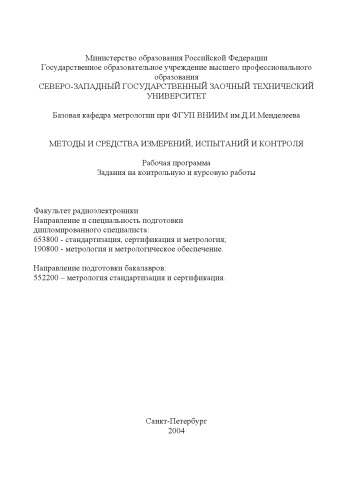 Министерство образования Российской Федерации
Государственное образовательное учреждение высшего профессионального
образования
СЕВЕРО-ЗАПАДНЫЙ ГОСУДАРСТВЕННЫЙ ЗАОЧНЫЙ ТЕХНИЧЕСКИЙ
УНИВЕРСИТЕТ
Базовая кафедра метрологии при ФГУП ВНИИМ им.Д.И.Менделеева
МЕТОДЫ И СРЕДСТВА ИЗМЕРЕНИЙ, ИСПЫТАНИЙ И КОНТРОЛЯ
Рабочая программа
Задания на контрольную и курсовую работы
Факультет радиоэлектроники
Направление и специальность подготовки
дипломированного специалиста:
653800 - стандартизация, сертификация и метрология;
190800 - метрология и метрологическое обеспечение.
Направление подготовки бакалавров:
552200 – метрология стандартизация и сертификация.
Санкт-Петербург
2004